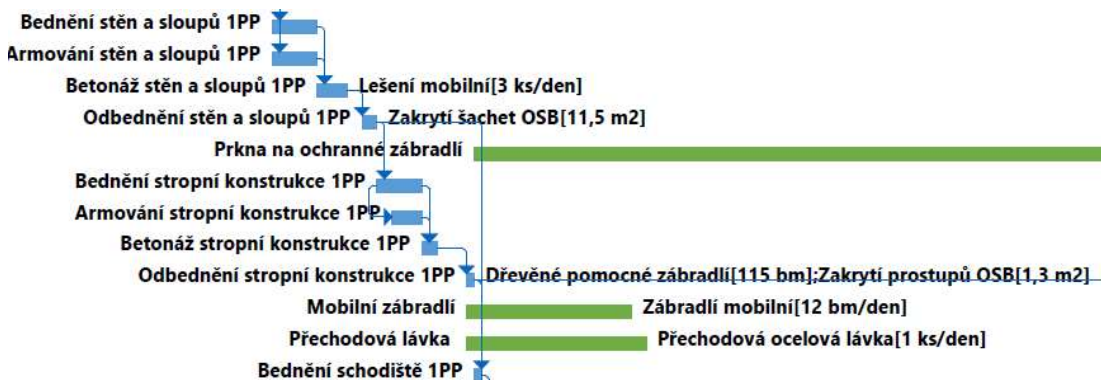 Bednění stěn a sloupů 1PP
Armování stěn a sloupů 1PP
Betonáž stěn a sloupů 1PP Lešení mobilní[3 ks/den]
Odbednění stěn a sloupů 1PP Zakrytí šachet OSB[11,5 m2]
Prkna na ochranné zábradlí
Bednění stropní konstrukce 1PP
Armování stropní konstrukce 1PP
Betonáž stropní konstrukce 1PP
Odbednění stropní konstrukce 1PP Dřevěné pomocné zábradlí[115 bm];Zakrytí prostupů OSB[1,3 m2]
Mobilní zábradlí Zábradlí mobilní[12 bm/den]
Přechodová lávka Přechodová ocelová lávka[1 ks/den]
Bednění schodiště 1PP